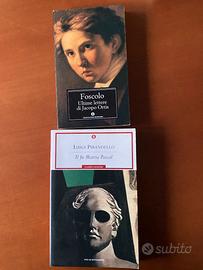 Foscolo
Ultime lettere
di Jacopo Ortis
LUIGI PIRANDELLO
Il fu Mattia Pascal
subito